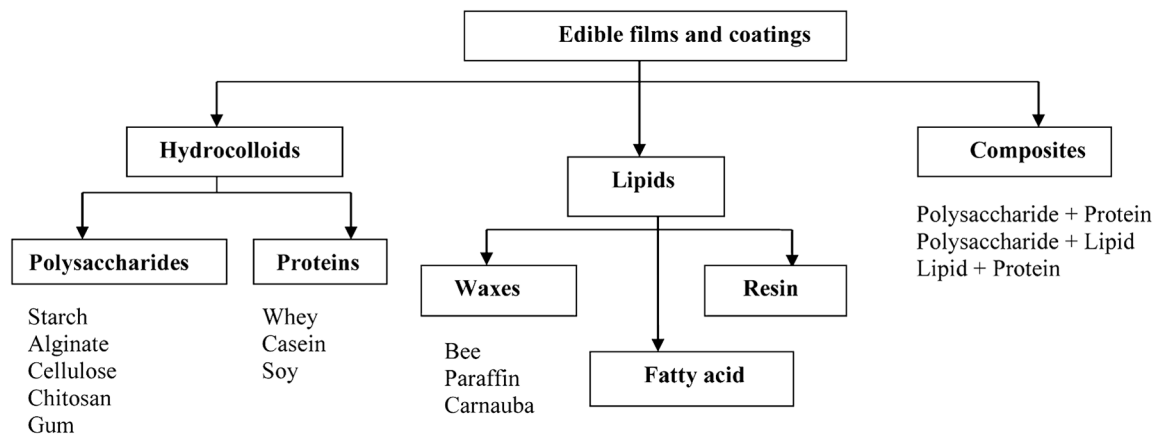 Edible films and coatings
Hydrocolloids
Lipids
Composites
Polysaccharide + Protein
Polysaccharide + Lipid
Lipid + Protein
Polysaccharides
Proteins
Waxes
Resin
Starch
Alginate
Cellulose
Chitosan
Gum
Whey
Casein
Soy
Bee
Paraffin
Carnauba
Fatty acid